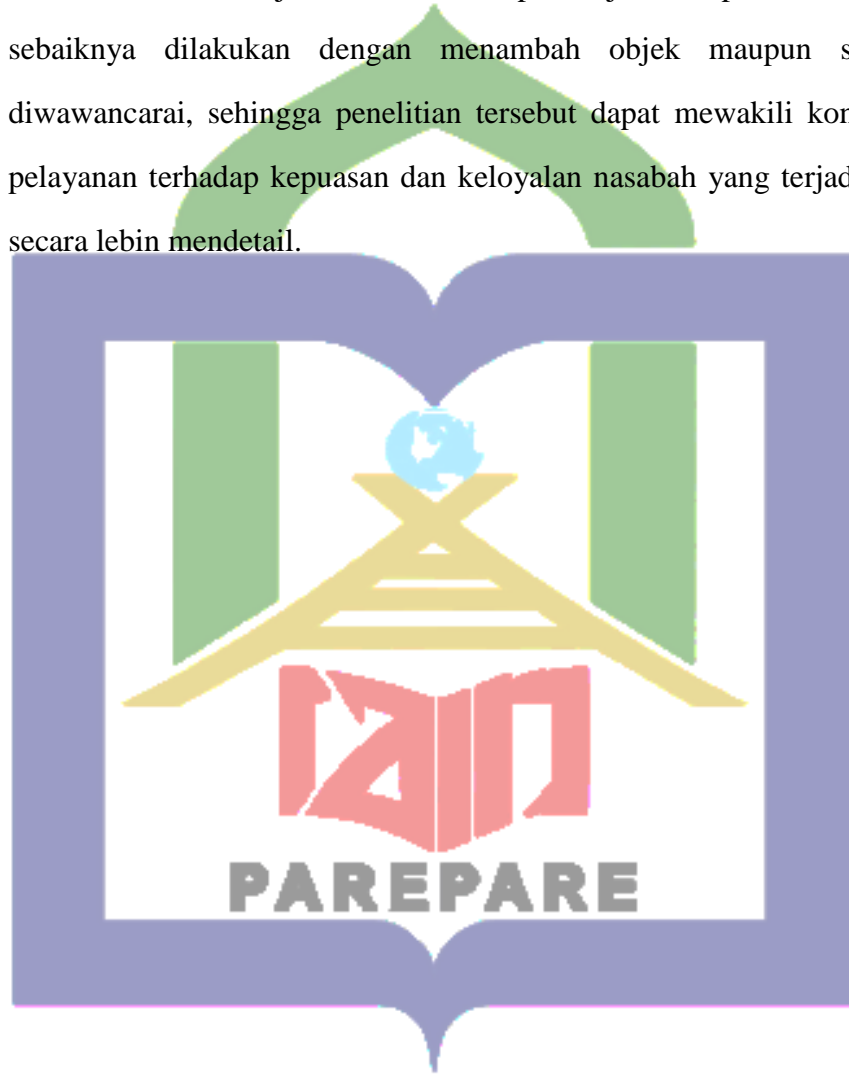 sebaiknya dilakukan dengan menambah objek maupun
diwawancarai, sehingga penelitian tersebut dapat mewakili
pelayanan terhadap kepuasan dan keloyalan nasabah yang
secara lebin mendetail.
iain
PAREPARE